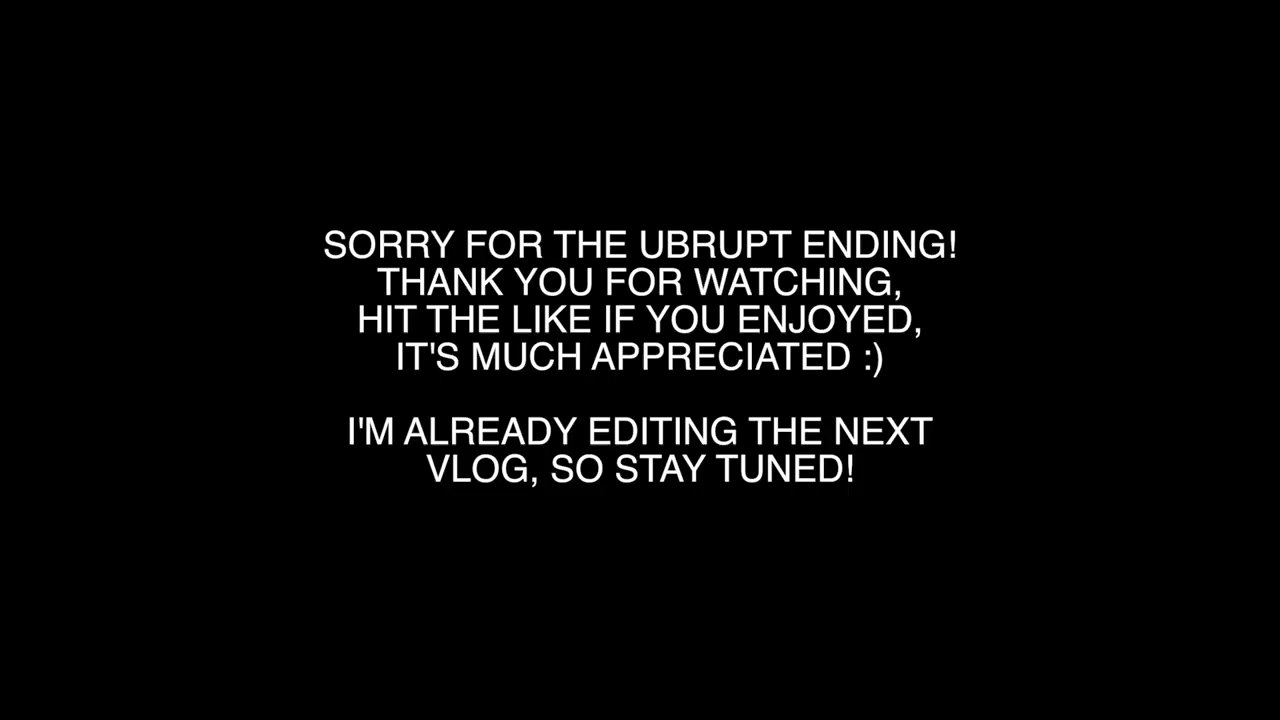 SORRY FOR THE UBRUPT ENDING!
THANK YOU FOR WATCHING,
HIT THE LIKE IF YOU ENJOYED,
IT'S MUCH APPRECIATED :)
I'M ALREADY EDITING THE NEXT
VLOG, SO STAY TUNED!